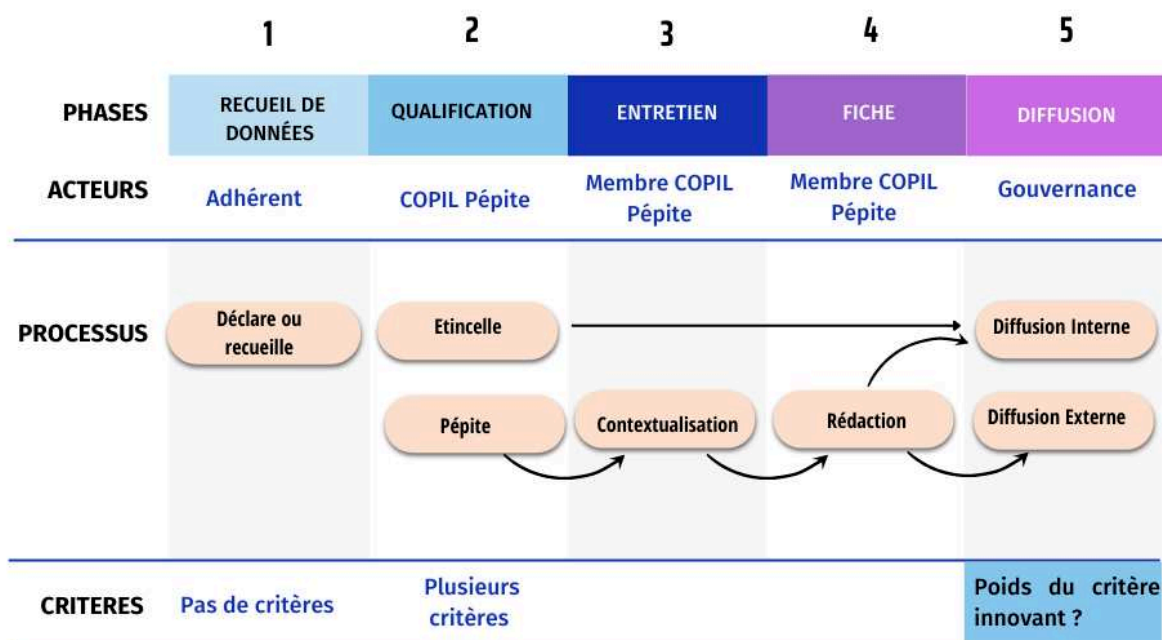 1 2 3 4 5
PHASES
RECUEIL DE
DONNÉES
QUALIFICATION
ENTRETIEN
FICHE
DIFFUSION
ACTEURS
Adhérent
COPIL Pépite
Membre COPIL
Pépite
Membre COPIL
Pépite
Gouvernance
PROCESSUS
Déclare ou
recueille
Etincelle
Diffusion Interne
Pépite
Contextualisation
Rédaction
Diffusion Externe
CRITERES
Pas de critères
Plusieurs
critères
Poids du critère
innovant ?